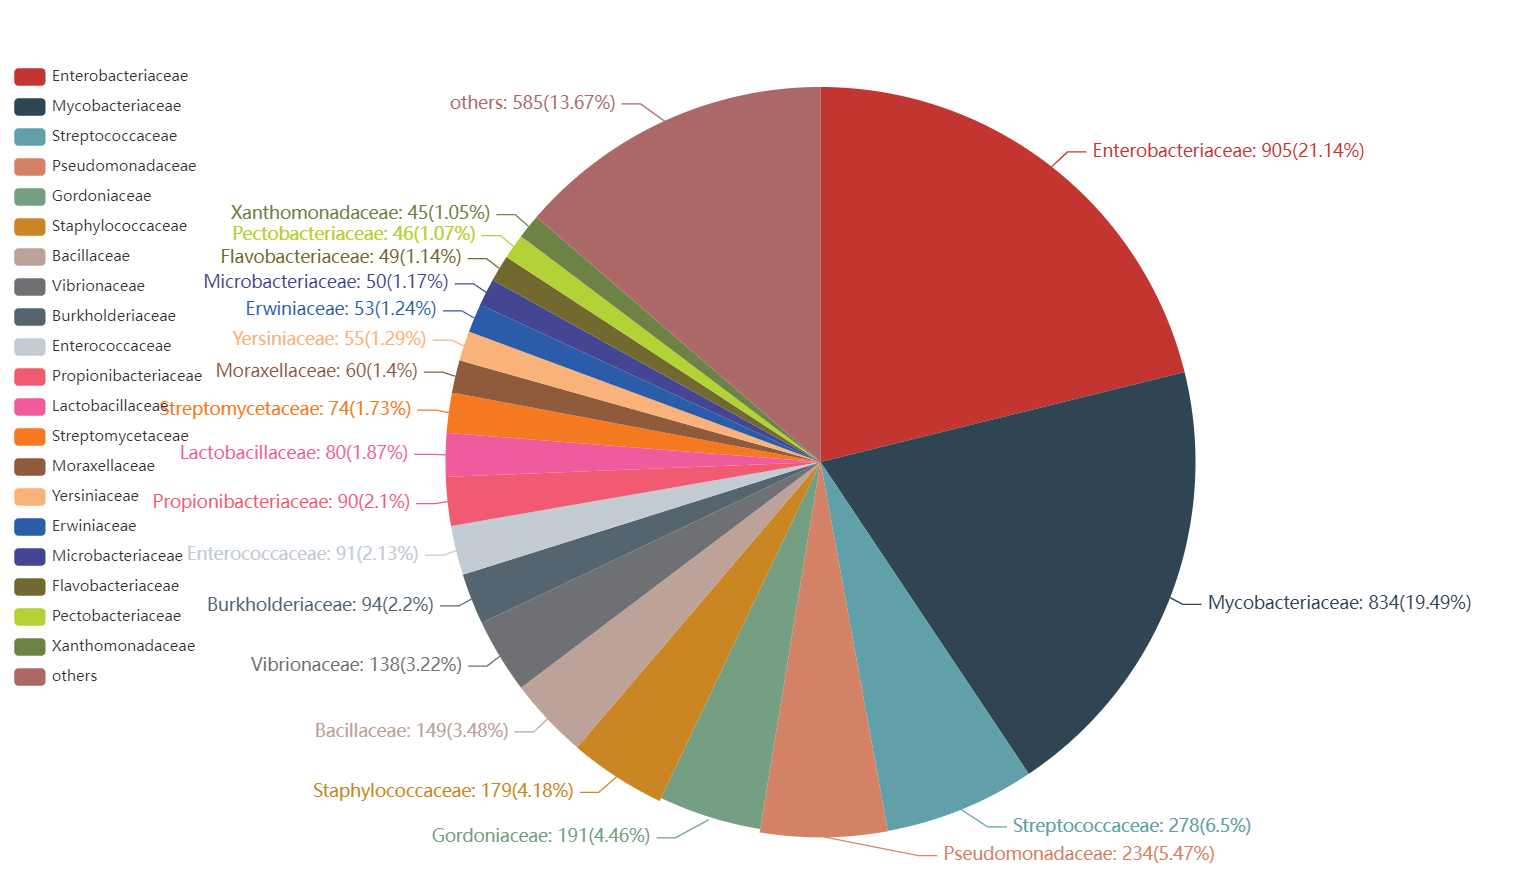 Enterobacteriaceae
Mycobacteriaceae
Streptococcaceae
Pseudomonadaceae
Gordoniaceae
Staphylococcaceae
Bacillaceae
Vibrionaceae
Burkholderiaceae
Enterococcaceae
Propionibacteriaceae
Lactobacillaceae
Streptomycetaceae
Moraxellaceae
Yersiniaceae
Erwiniaceae
Microbacteriaceae
Flavobacteriaceae
Pectobacteriaceae
Xanthomonadaceae
others
Enterobacteriaceae: 905(21.14%)
Mycobacteriaceae: 834(19.49%)
Streptococcaceae: 278(6.5%)
Pseudomonadaceae: 234(5.47%)
Gordoniaceae: 191(4.46%)
Staphylococcaceae: 179(4.18%)
Bacillaceae: 149(3.48%)
Vibrionaceae: 138(3.22%)
Burkholderiaceae: 94(2.2%)
Enterococcaceae: 91(2.13%)
Propionibacteriaceae: 90(2.1%)
Lactobacillaceae: 80(1.87%)
Streptomycetaceae: 74(1.73%)
Moraxellaceae: 60(1.4%)
Yersiniaceae: 55(1.29%)
Erwiniaceae: 53(1.24%)
Microbacteriaceae: 50(1.17%)
Flavobacteriaceae: 49(1.14%)
Pectobacteriaceae: 46(1.07%)
Xanthomonadaceae: 45(1.05%)
others: 585(13.67%)